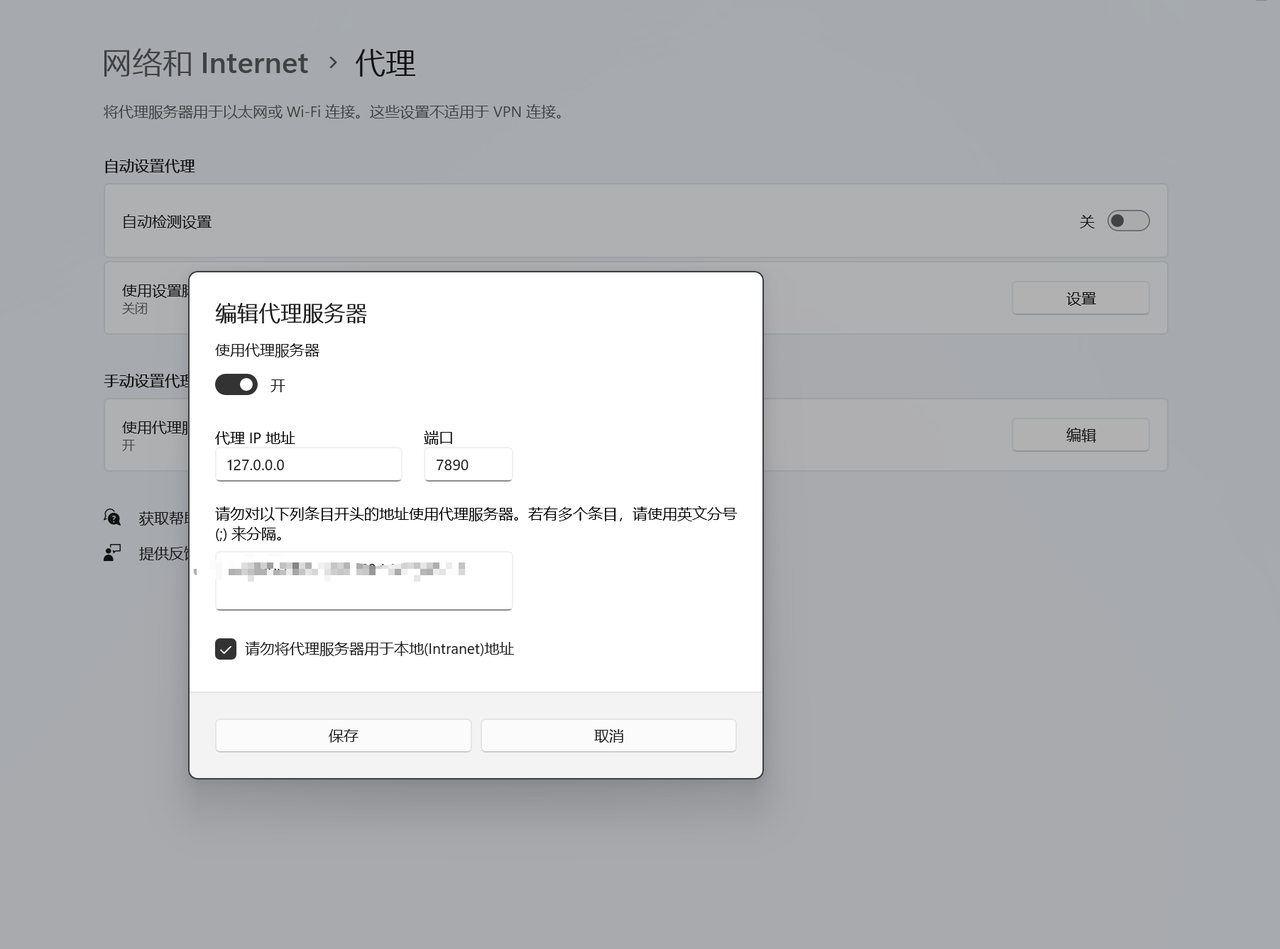 网络和 Internet › 代理
将代理服务器用于以太网或 Wi-Fi 连接。这些设置不适用于 VPN 连接。
自动设置代理
自动检测设置
关
使用设置
关闭
设置
手动设置代理
使用代理服
开
编辑
获取帮
提供反
编辑代理服务器
使用代理服务器
开
代理 IP 地址
端口
127.0.0.0
7890
请勿对以下列条目开头的地址使用代理服务器。若有多个条目，请使用英文分号
(;) 来分隔。
请勿将代理服务器用于本地(Intranet)地址
保存
取消